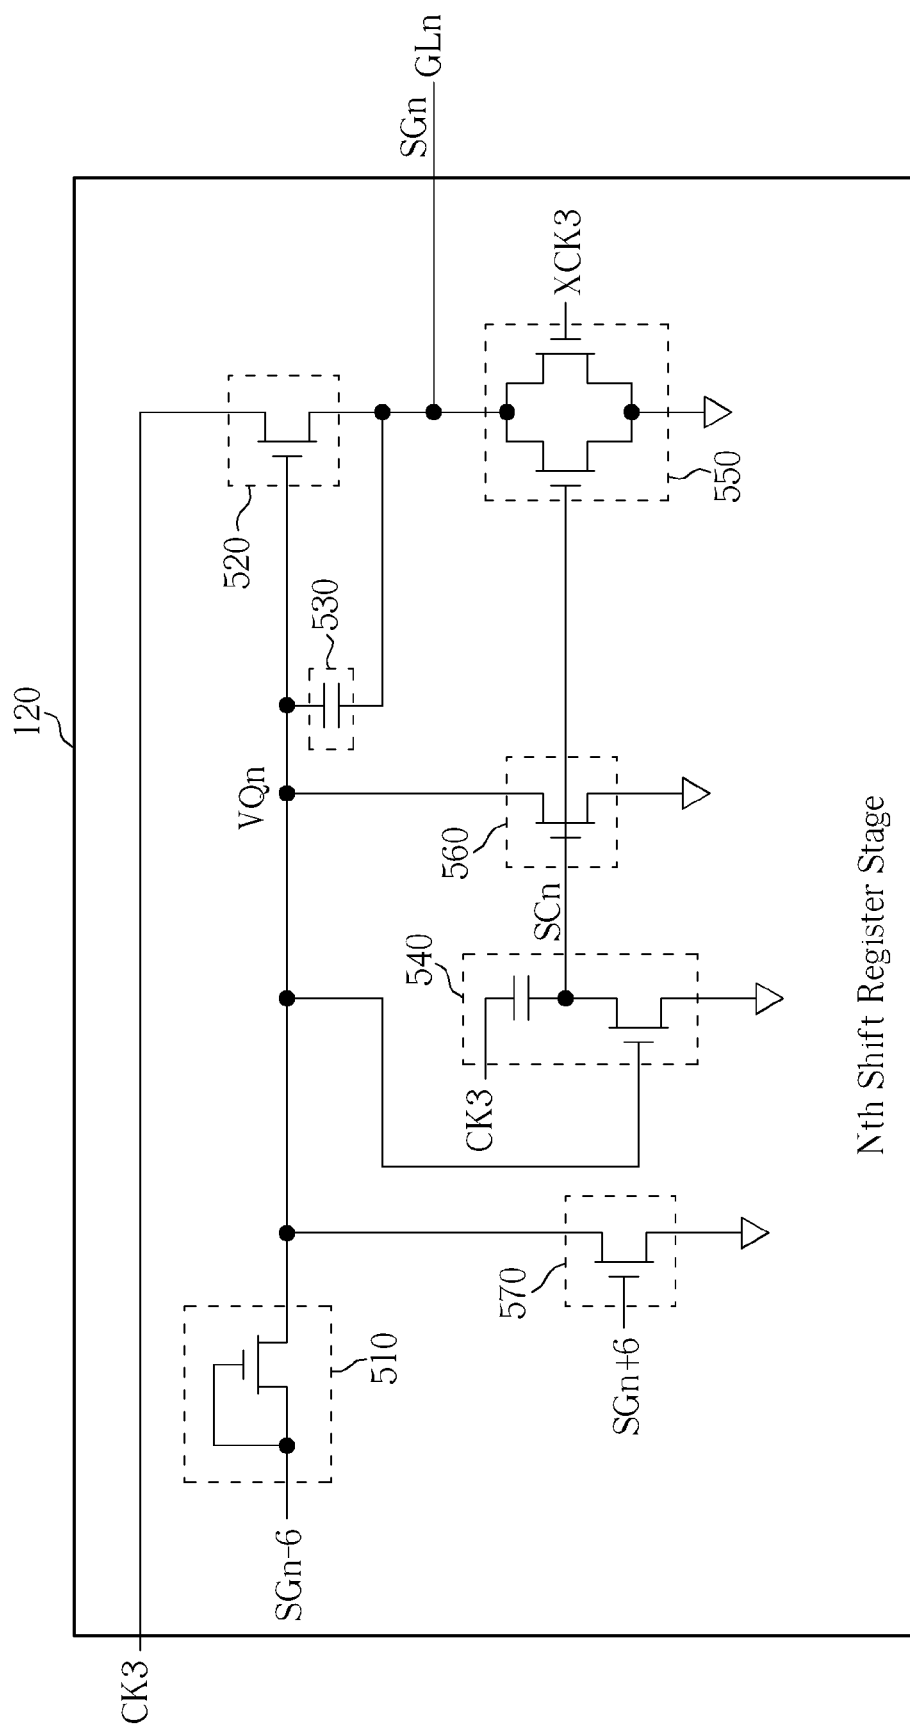 120
CK3
SGn GLn
520
530
VQn
510
SGn-6
560
540
SCn
CK3
XCK3
550
570
SGn+6
Nth Shift Register Stage